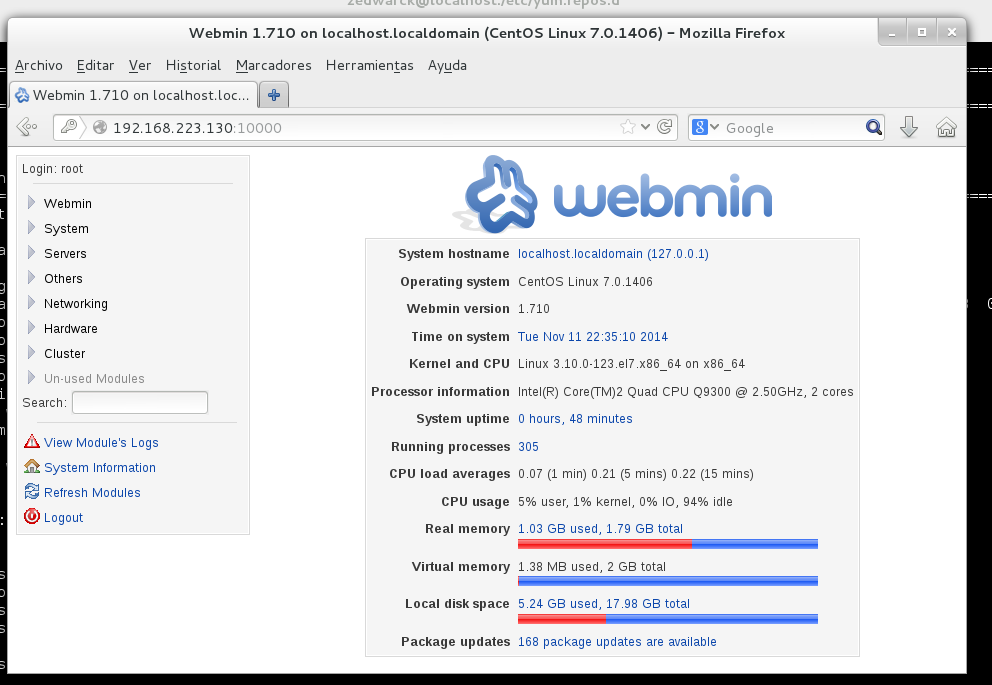 zedwarck@localhost:/etc/yum.repos.d
Webmin 1.710 on localhost.localdomain (CentOS Linux 7.0.1406) - Mozilla Firefox
Archivo Editar Ver Historial Marcadores Herramientas Ayuda
Webmin 1.710 on localhost.loc...
192.168.223.130:10000
Google
Login: root
Webmin
System
Servers
Others
Networking
Hardware
Cluster
Un-used Modules
Search:
View Module's Logs
System Information
Refresh Modules
Logout
webmin
System hostname localhost.localdomain (127.0.0.1)
Operating system CentOS Linux 7.0.1406
Webmin version 1.710
Time on system Tue Nov 11 22:35:10 2014
Kernel and CPU Linux 3.10.0-123.el7.x86_64 on x86_64
Processor information Intel(R) Core(TM)2 Quad CPU Q9300 @ 2.50GHz, 2 cores
System uptime 0 hours, 48 minutes
Running processes 305
CPU load averages 0.07 (1 min) 0.21 (5 mins) 0.22 (15 mins)
CPU usage 5% user, 1% kernel, 0% IO, 94% idle
Real memory 1.03 GB used, 1.79 GB total
Virtual memory 1.38 MB used, 2 GB total
Local disk space 5.24 GB used, 17.98 GB total
Package updates 168 package updates are available